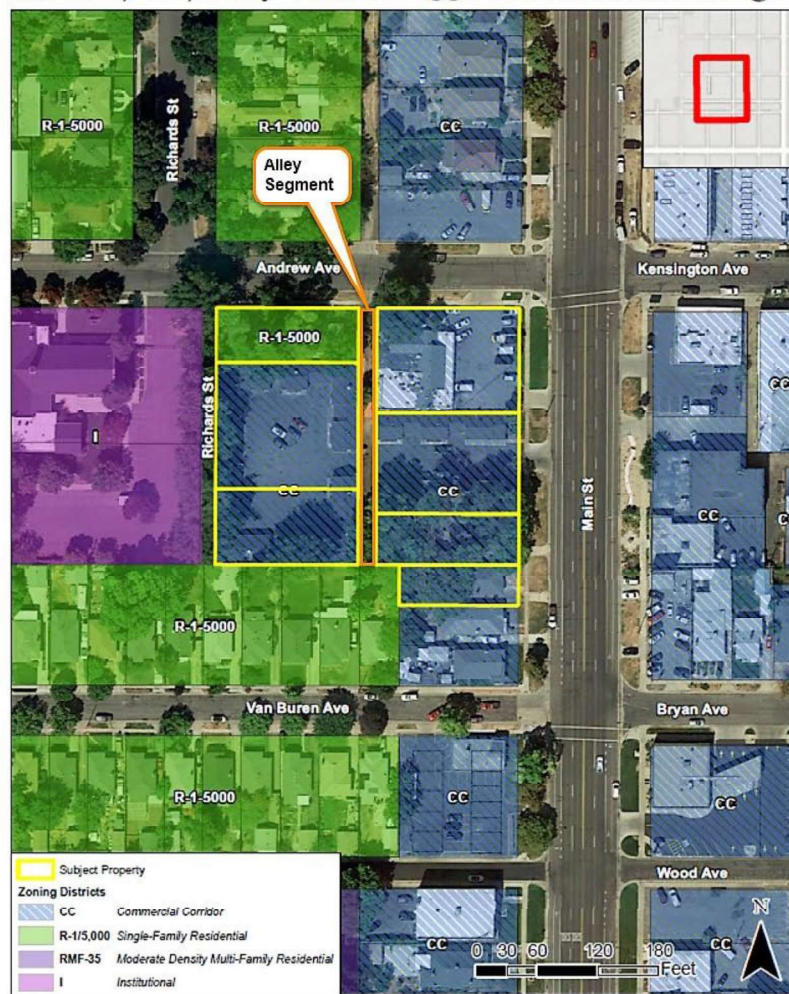 R-1-5000
Richards St
R-1-5000
CC
Alley
Segment
Andrew Ave
Kensington Ave
R-1-5000
Richards St
I
CC
CC
Main St
CC
CC
R-1-5000
Van Buren Ave
Bryan Ave
R-1-5000
CC
CC
Wood Ave
CC
CC
Subject Property
Zoning Districts
CC Commercial Corridor
R-1/5,000 Single-Family Residential
RMF-35 Moderate Density Multi-Family Residential
I Institutional
N
0 30 60 120 180
Feet